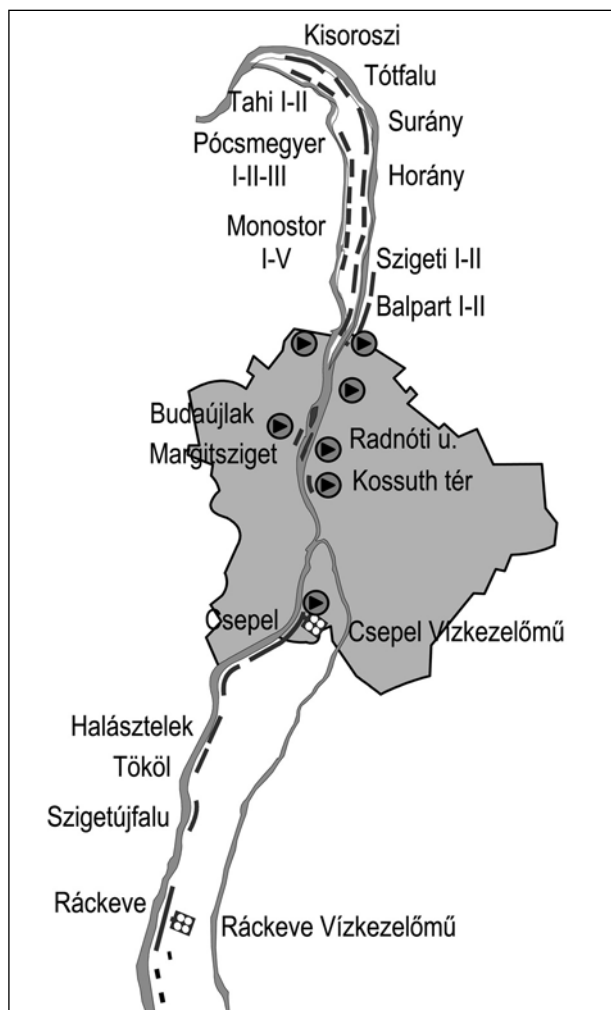 Kisoroszi
Tótfalu
Tahi I-II
Surány
Pócsmegyer
I-II-III
Horány
Monostor
I-V
Szigeti I-II
Balpart I-II
Budaújlak
Radnóti u.
Margitsziget
Kossuth tér
Csepel
Csepel Vízkezelőmű
Halásztelek
Tököl
Szigetújfalu
Ráckeve
Ráckeve Vízkezelőmű